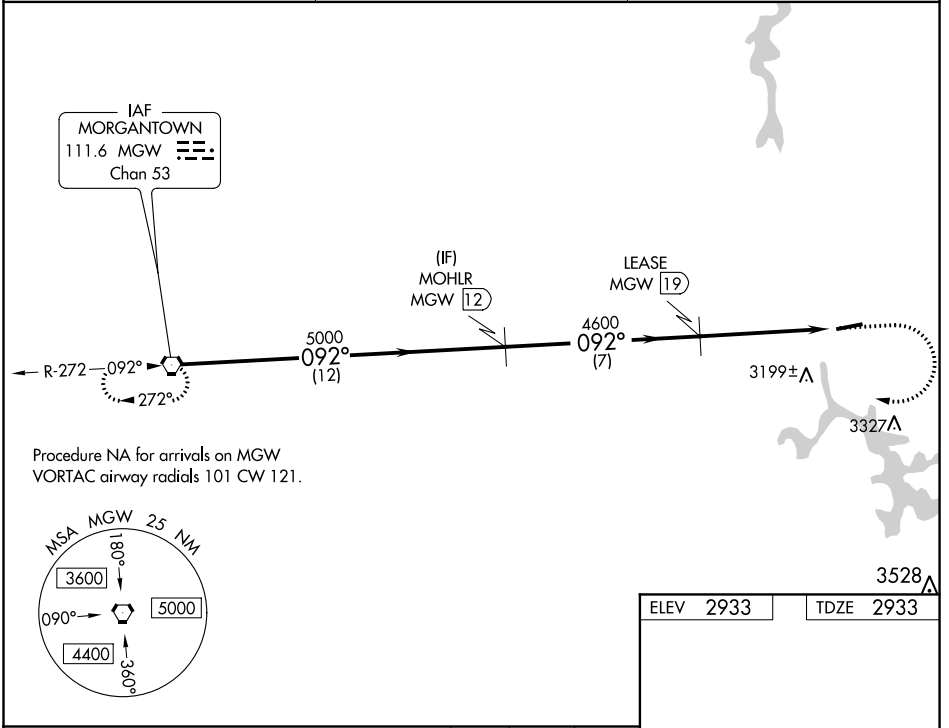 IAF
MORGANTOWN
111.6 MGW
Chan 53
(IF)
MOHLR
MGW 12
LEASE
MGW 19
5000
092°
(12)
4600
092°
(7)
R-272
092°
272°
3199±
3327
Procedure NA for arrivals on MGW
VORTAC airway radials 101 CW 121.
MSA MGW 25 NM
180°
3600
090°
5000
4400
360°
3528
ELEV 2933
TDZE 2933